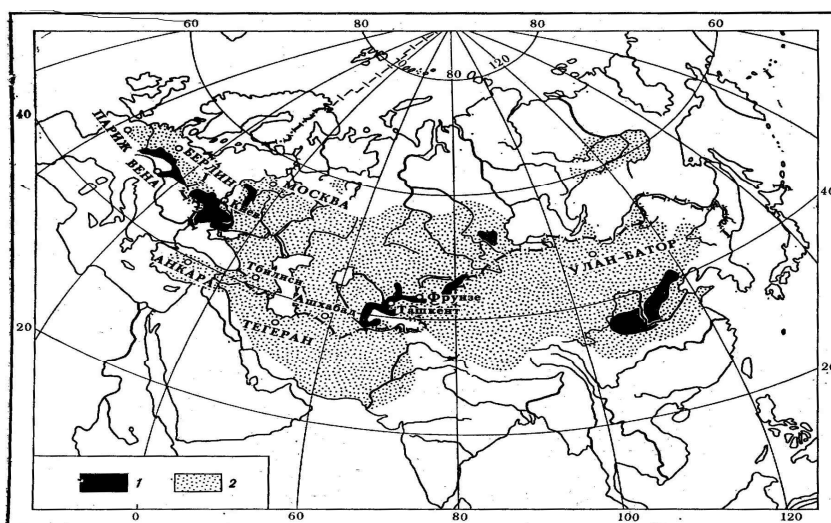 60
60
40
80
120
40
20
20
ПАРИЖ
БЕРЛИН
ВЕНА
МОСКВА
Киев
АНКАРА
Тбилиси
Ашхабад
Фрунзе
Ташкент
ТЕГЕРАН
УЛАН-БАТОР
1
2
0
60
80
100
120